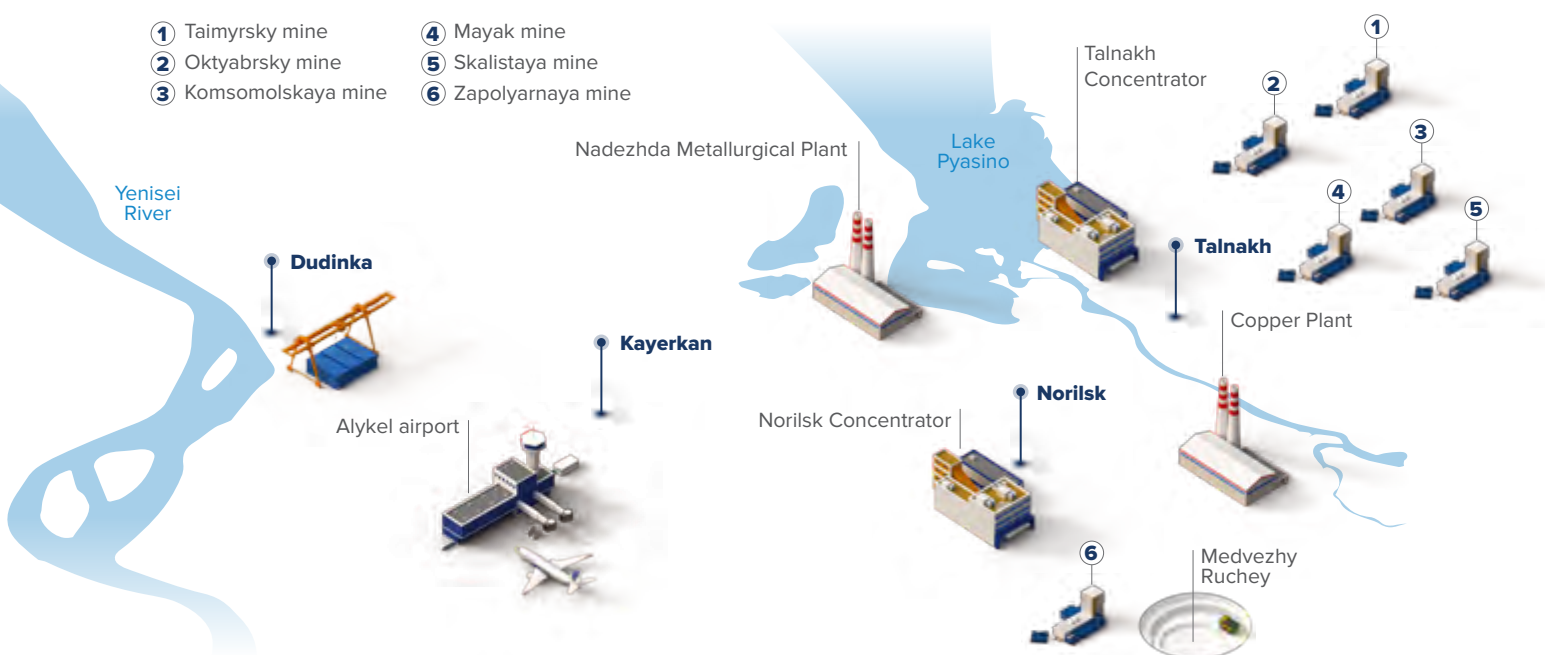 1 Taimyrsky mine
2 Oktyabrsky mine
3 Komsomolskaya mine
4 Mayak mine
5 Skalistaya mine
6 Zapolyarnaya mine
Yenisei
River
Dudinka
Alykel airport
Kayerkan
Nadezhda Metallurgical Plant
Lake
Pyasino
Talnakh
Concentrator
1
2
3
4
5
Talnakh
Copper Plant
Norilsk
Norilsk Concentrator
6
Medvezhy
Ruchey